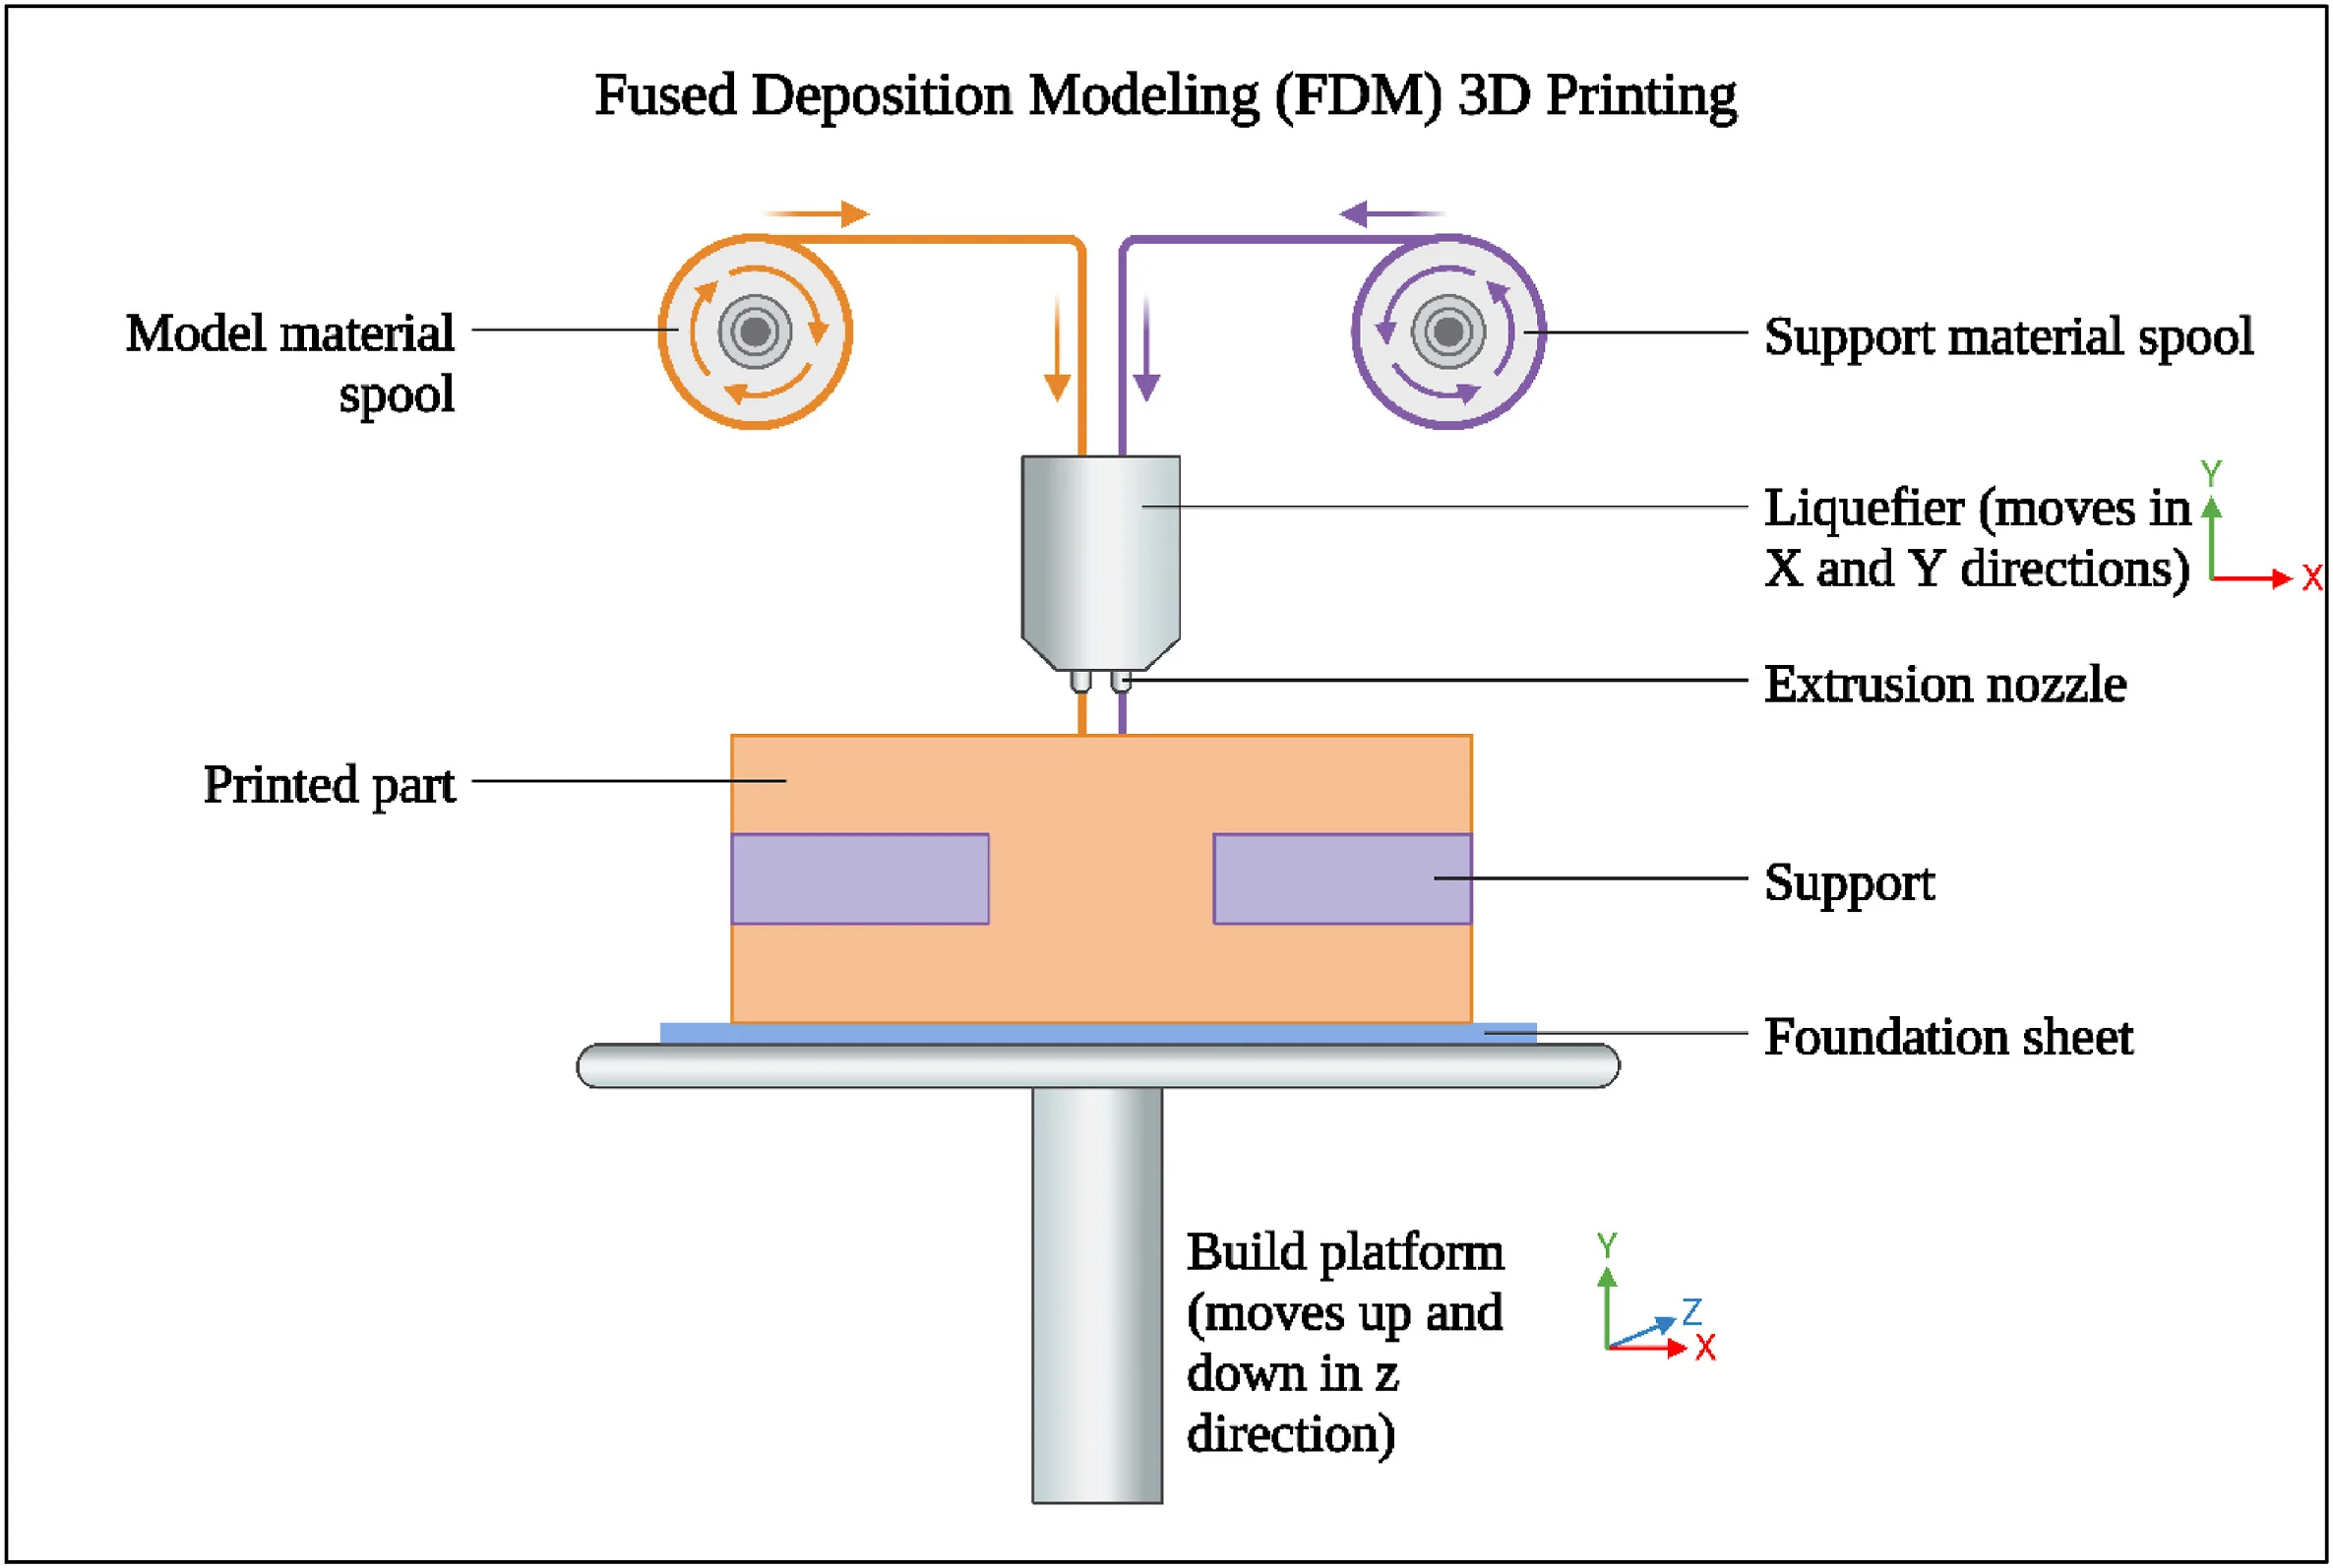 Fused Deposition Modeling (FDM) 3D Printing
Model material
spool
Support material spool
Liquefier (moves in
X and Y directions)
Y
X
Extrusion nozzle
Printed part
Support
Foundation sheet
Build platform
(moves up and
down in z
direction)
Y
Z
X